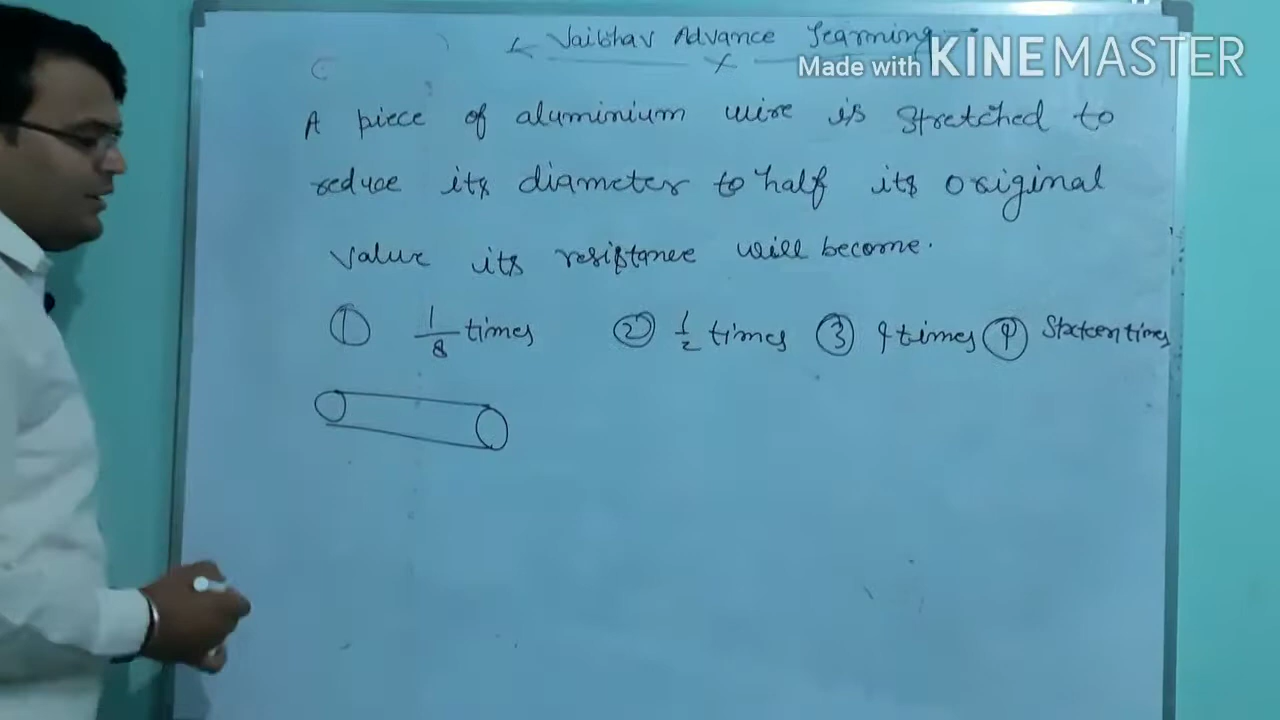 Vaibhav Advance Learning
Made with KINEMASTER
A piece of aluminium wire is stretched to
reduce its diameter to half its original
value its resistance will become.
① 1/8 times ② 1/2 times ③ 4 times ④ Sixteen times